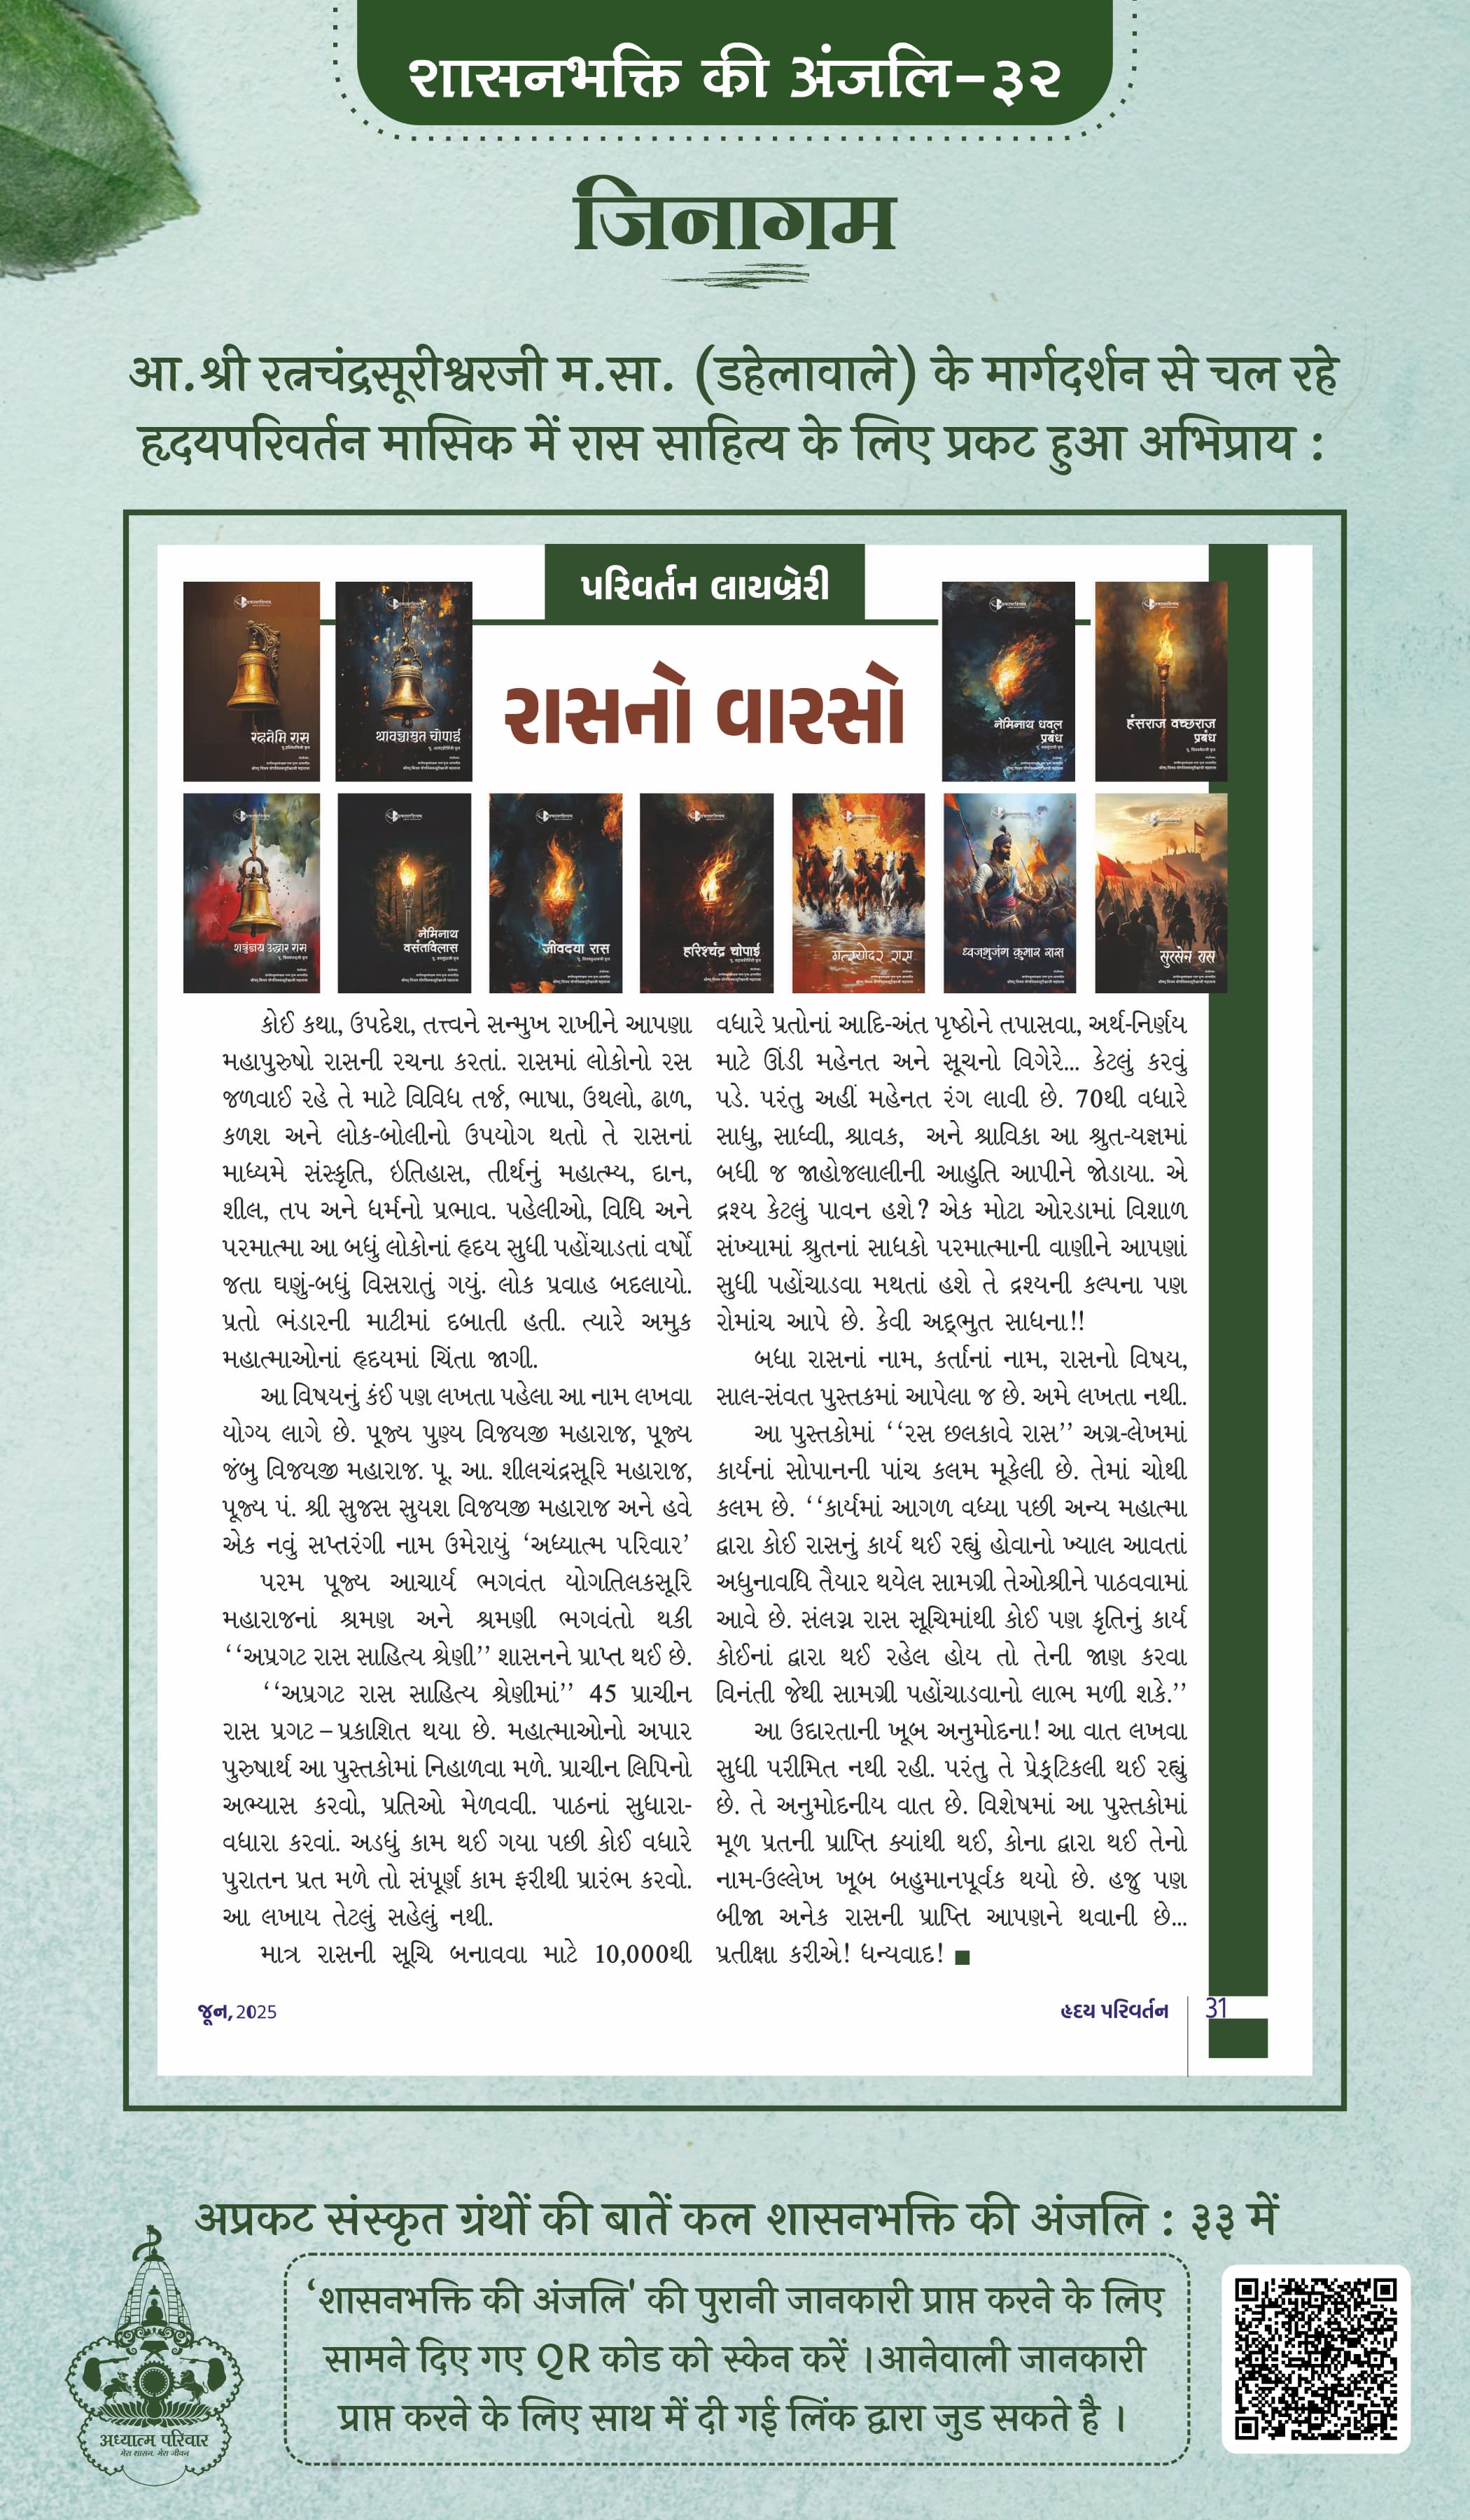 शासनभक्ति की अंजलि-३२
जिनागम
आ.श्री रत्नचंद्रसूरीश्वरजी म.सा. (डहेलावाले) के मार्गदर्शन से चल रहे
हृदयपरिवर्तन मासिक में रास साहित्य के लिए प्रकट हुआ अभिप्राय :
પરિવર્તન લાયબ્રેરી
રાસનો વારસો
रहनेमि रास
थावच्चासुत चोपाई
नेमिनाथ धवल
प्रबंध
हंसराज वच्छराज
प्रबंध
शत्रुंजय उद्धार रास
नेमिनाथ
वसंतविलास
जीवदया रास
हरिश्चंद्र चोपाई
ध्वजभुजंग कुमार रास
सुरसेन रास
કોઈ કથા, ઉપદેશ, તત્ત્વને સન્મુખ રાખીને આપણા
મહાપુરુષો રાસની રચના કરતાં. રાસમાં લોકોનો રસ
જળવાઈ રહે તે માટે વિવિધ તર્જ, ભાષા, ઉથલો, ઢાળ,
કળશ અને લોક-બોલીનો ઉપયોગ થતો તે રાસનાં
માધ્યમે સંસ્કૃતિ, ઇતિહાસ, તીર્થનું મહાત્મ્ય, દાન,
શીલ, તપ અને ધર્મનો પ્રભાવ. પહેલીઓ, વિધિ અને
પરમાત્મા આ બધું લોકોનાં હૃદય સુધી પહોંચાડતાં વર્ષો
જતા ઘણું-બધું વિસરાતું ગયું. લોક પ્રવાહ બદલાયો.
પ્રતો ભંડારની માટીમાં દબાતી હતી. ત્યારે અમુક
મહાત્માઓનાં હૃદયમાં ચિંતા જાગી.
આ વિષયનું કંઈ પણ લખતા પહેલા આ નામ લખવા
યોગ્ય લાગે છે. પૂજ્ય પુણ્ય વિજયજી મહારાજ, પૂજ્ય
જંબુ વિજયજી મહારાજ. પૂ. આ. શીલચંદ્રસૂરિ મહારાજ,
પૂજ્ય પં. શ્રી સુજસ સુયશ વિજયજી મહારાજ અને હવે
એક નવું સપ્તરંગી નામ ઉમેરાયું ‘અધ્યાત્મ પરિવાર’
પરમ પૂજ્ય આચાર્ય ભગવંત યોગતિલકસૂરિ
મહારાજનાં શ્રમણ અને શ્રમણી ભગવંતો થકી
‘‘અપ્રગટ રાસ સાહિત્ય શ્રેણી’’ શાસનને પ્રાપ્ત થઈ છે.
‘‘અપ્રગટ રાસ સાહિત્ય શ્રેણીમાં’’ 45 પ્રાચીન
રાસ પ્રગટ – પ્રકાશિત થયા છે. મહાત્માઓનો અપાર
પુરુષાર્થ આ પુસ્તકોમાં નિહાળવા મળે. પ્રાચીન લિપિનો
અભ્યાસ કરવો, પ્રતિઓ મેળવવી. પાઠનાં સુધારા-
વધારા કરવાં. અડધું કામ થઈ ગયા પછી કોઈ વધારે
પુરાતન પ્રત મળે તો સંપૂર્ણ કામ ફરીથી પ્રારંભ કરવો.
આ લખાય તેટલું સહેલું નથી.
માત્ર રાસની સૂચિ બનાવવા માટે 10,000થી
વધારે પ્રતોનાં આદિ-અંત પૃષ્ઠોને તપાસવા, અર્થ-નિર્ણય
માટે ઊંડી મહેનત અને સૂચનો વિગેરે... કેટલું કરવું
પડે. પરંતુ અહીં મહેનત રંગ લાવી છે. 70થી વધારે
સાધુ, સાધ્વી, શ્રાવક, અને શ્રાવિકા આ શ્રુત-યજ્ઞમાં
બધી જ જાહોજલાલીની આહુતિ આપીને જોડાયા. એ
દ્રશ્ય કેટલું પાવન હશે? એક મોટા ઓરડામાં વિશાળ
સંખ્યામાં શ્રુતનાં સાધકો પરમાત્માની વાણીને આપણાં
સુધી પહોંચાડવા મથતાં હશે તે દ્રશ્યની કલ્પના પણ
રોમાંચ આપે છે. કેવી અદ્દભુત સાધના!!
બધા રાસનાં નામ, કર્તાનાં નામ, રાસનો વિષય,
સાલ-સંવત પુસ્તકમાં આપેલા જ છે. અમે લખતા નથી.
આ પુસ્તકોમાં ‘‘રસ છલકાવે રાસ’’ અગ્ર-લેખમાં
કાર્યનાં સોપાનની પાંચ કલમ મૂકેલી છે. તેમાં ચોથી
કલમ છે. ‘‘કાર્યમાં આગળ વધ્યા પછી અન્ય મહાત્મા
દ્વારા કોઈ રાસનું કાર્ય થઈ રહ્યું હોવાનો ખ્યાલ આવતાં
અધુનાવધિ તૈયાર થયેલ સામગ્રી તેઓશ્રીને પાઠવવામાં
આવે છે. સંલગ્ન રાસ સૂચિમાંથી કોઈ પણ કૃતિનું કાર્ય
કોઈનાં દ્વારા થઈ રહેલ હોય તો તેની જાણ કરવા
વિનંતી જેથી સામગ્રી પહોંચાડવાનો લાભ મળી શકે.’’
આ ઉદારતાની ખૂબ અનુમોદના! આ વાત લખવા
સુધી પરીમિત નથી રહી. પરંતુ તે પ્રેક્ટિકલી થઈ રહ્યું
છે. તે અનુમોદનીય વાત છે. વિશેષમાં આ પુસ્તકોમાં
મૂળ પ્રતની પ્રાપ્તિ ક્યાંથી થઈ, કોના દ્વારા થઈ તેનો
નામ-ઉલ્લેખ ખૂબ બહુમાનપૂર્વક થયો છે. હજુ પણ
બીજા અનેક રાસની પ્રાપ્તિ આપણને થવાની છે...
પ્રતીક્ષા કરીએ! ધન્યવાદ!
જૂન, 2025
હૃદય પરિવર્તન
31
अप्रकट संस्कृत ग्रंथों की बातें कल शासनभक्ति की अंजलि : ३३ में
‘शासनभक्ति की अंजलि' की पुरानी जानकारी प्राप्त करने के लिए
सामने दिए गए QR कोड को स्केन करें ।आनेवाली जानकारी
प्राप्त करने के लिए साथ में दी गई लिंक द्वारा जुड सकते है ।
अध्यात्म परिवार
मेरा शासन, मेरा जीवन